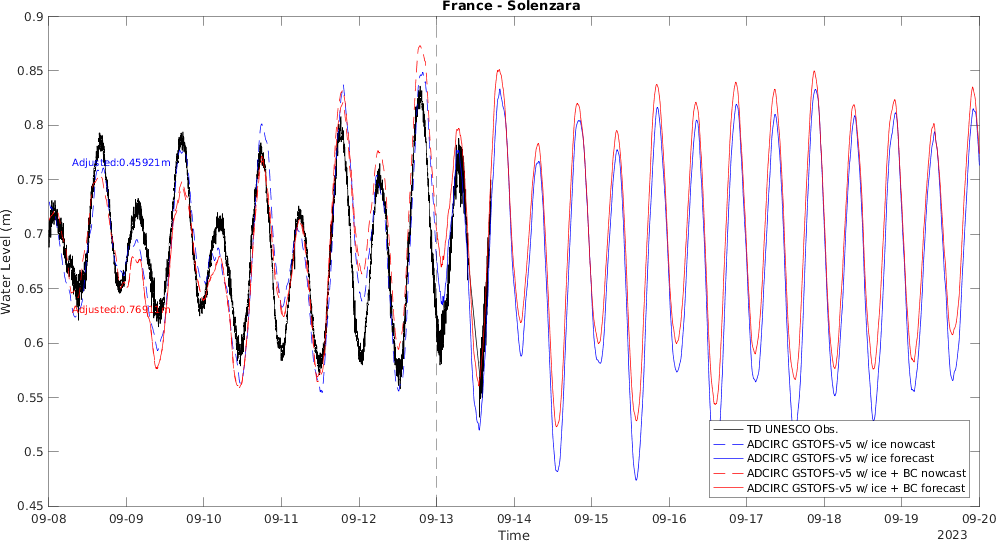 France - Solenzara
0.9
0.85
0.8
0.75
0.7
0.65
0.6
0.55
0.5
0.45
Water Level (m)
Adjusted:0.45921m
TD UNESCO Obs.
ADCIRC GSTOFS-v5 w/ ice nowcast
ADCIRC GSTOFS-v5 w/ ice forecast
ADCIRC GSTOFS-v5 w/ ice + BC nowcast
ADCIRC GSTOFS-v5 w/ ice + BC forecast
09-08 09-09 09-10 09-11 09-12 09-13 09-14 09-15 09-16 09-17 09-18 09-19 09-20
Time
2023